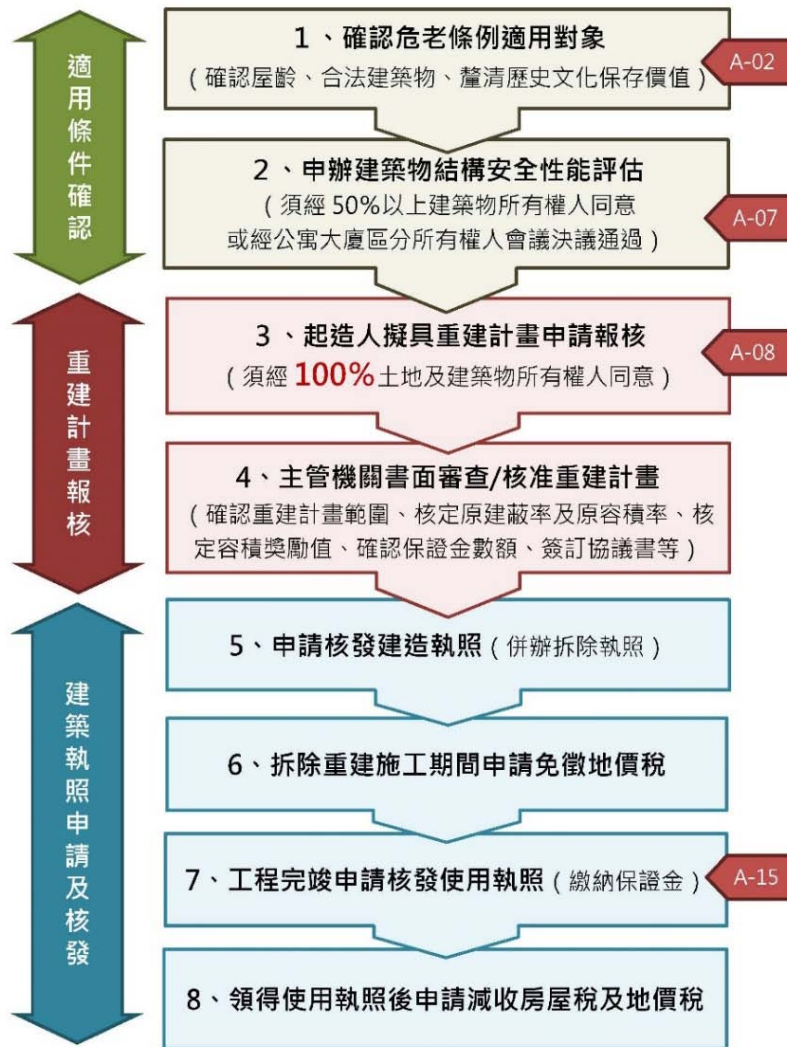 適用條件確認
1、確認危老條例適用對象
（確認屋齡、合法建築物、釐清歷史文化保存價值）
A-02
2、申辦建築物結構安全性能評估
（須經 50%以上建築物所有權人同意
或經公寓大廈區分所有權人會議決議通過）
A-07
重建計畫報核
3、起造人擬具重建計畫申請報核
（須經 100%土地及建築物所有權人同意）
A-08
4、主管機關書面審查/核准重建計畫
（確認重建計畫範圍、核定原建蔽率及原容積率、核
定容積獎勵值、確認保證金數額、簽訂協議書等）
建築執照申請及核發
5、申請核發建造執照（併辦拆除執照）
6、拆除重建施工期間申請免徵地價稅
7、工程完竣申請核發使用執照（繳納保證金）
A-15
8、領得使用執照後申請減收房屋稅及地價稅